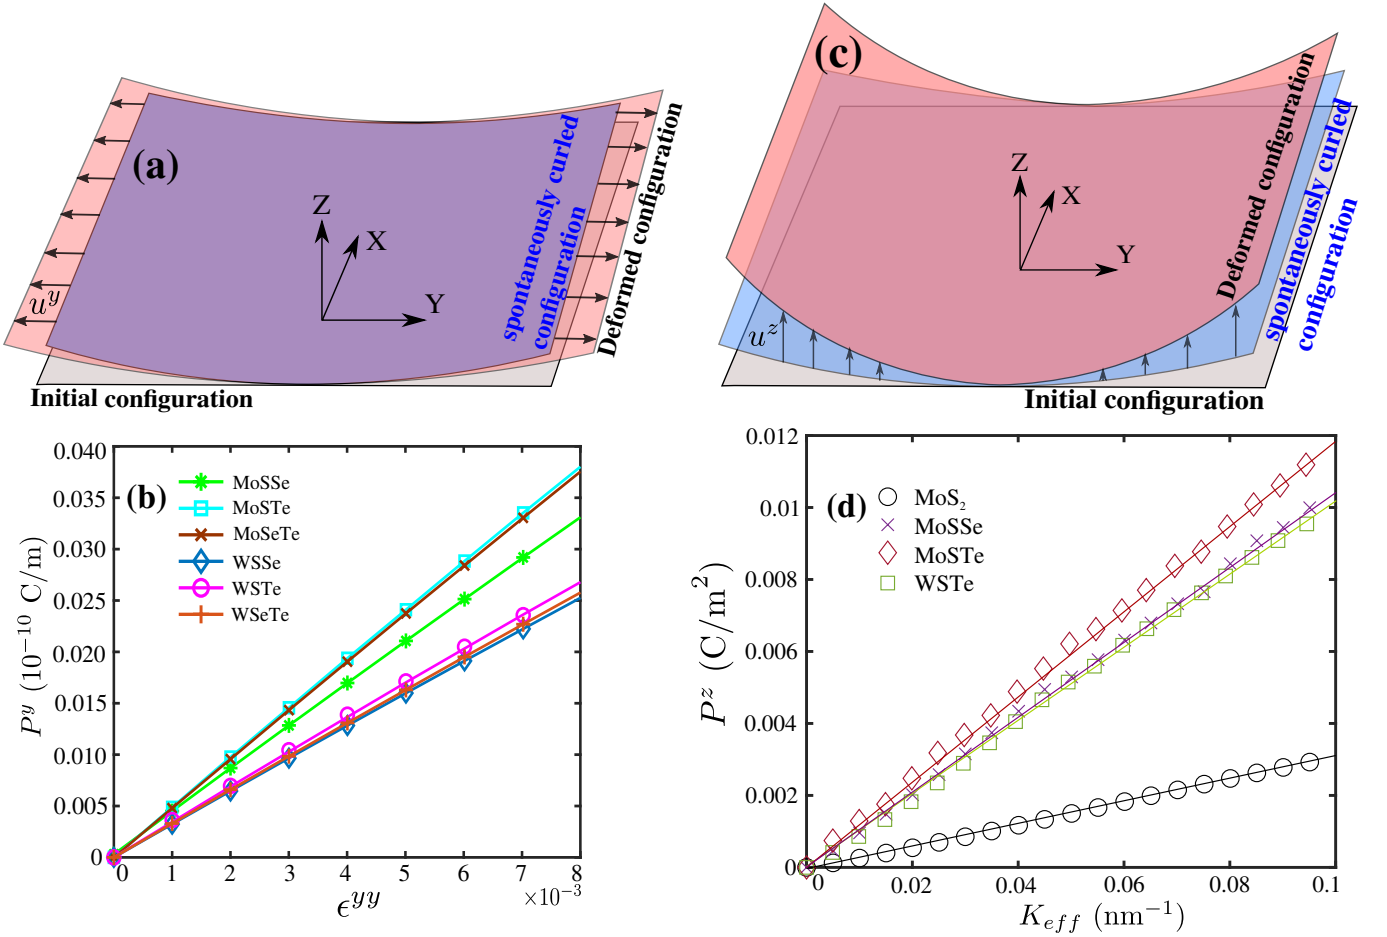 (a)
Z
X
Y
u^y
spontaneously curled
configuration
Deformed configuration
Initial configuration
(c)
Z
X
Y
u^z
Deformed configuration
spontaneously curled
configuration
Initial configuration
(b)
0.040
0.035
0.030
0.025
0.020
0.015
0.010
0.005
0
P^y (10^−10 C/m)
MoSSe
MoSTe
MoSeTe
WSSe
WSTe
WSeTe
0 1 2 3 4 5 6 7 8
×10^−3
ϵ^yy
(d)
0.012
0.01
0.008
0.006
0.004
0.002
0
P^z (C/m^2)
MoS_2
MoSSe
MoSTe
WSTe
0 0.02 0.04 0.06 0.08 0.1
K_eff (nm^−1)